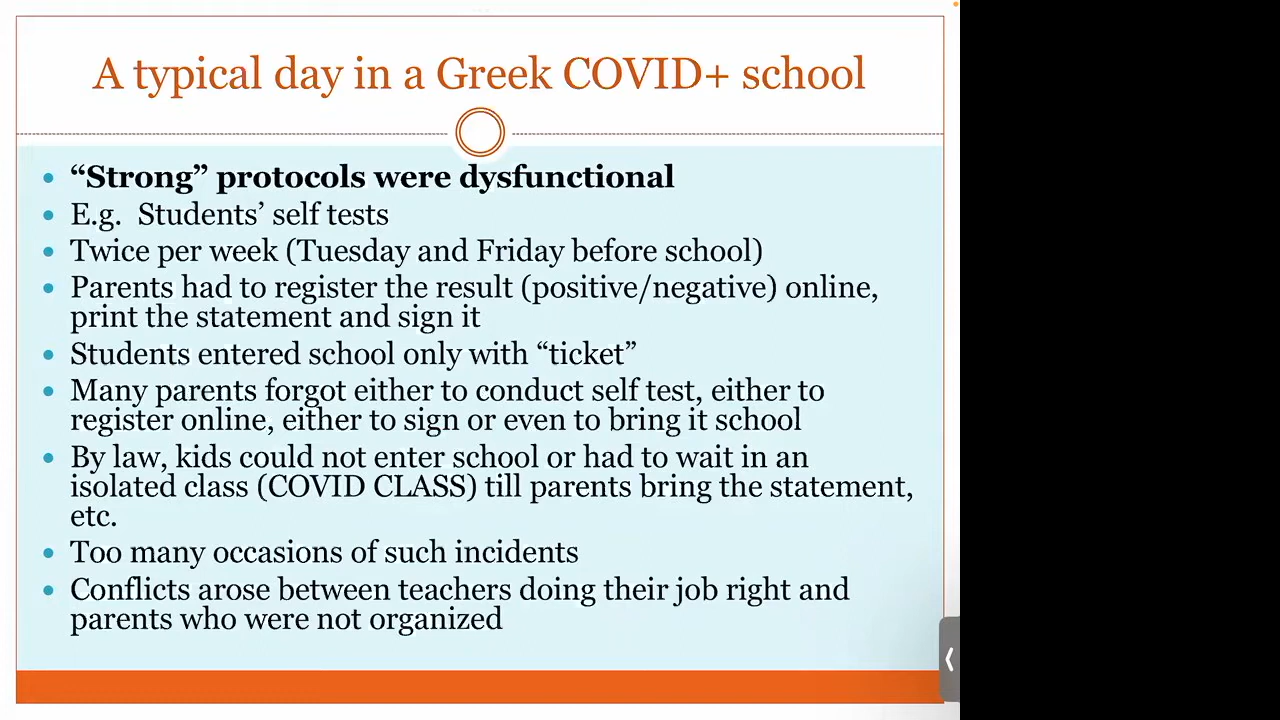 A typical day in a Greek COVID+ school
• “Strong” protocols were dysfunctional
• E.g. Students’ self tests
• Twice per week (Tuesday and Friday before school)
• Parents had to register the result (positive/negative) online,
print the statement and sign it
• Students entered school only with “ticket”
• Many parents forgot either to conduct self test, either to
register online, either to sign or even to bring it school
• By law, kids could not enter school or had to wait in an
isolated class (COVID CLASS) till parents bring the statement,
etc.
• Too many occasions of such incidents
• Conflicts arose between teachers doing their job right and
parents who were not organized